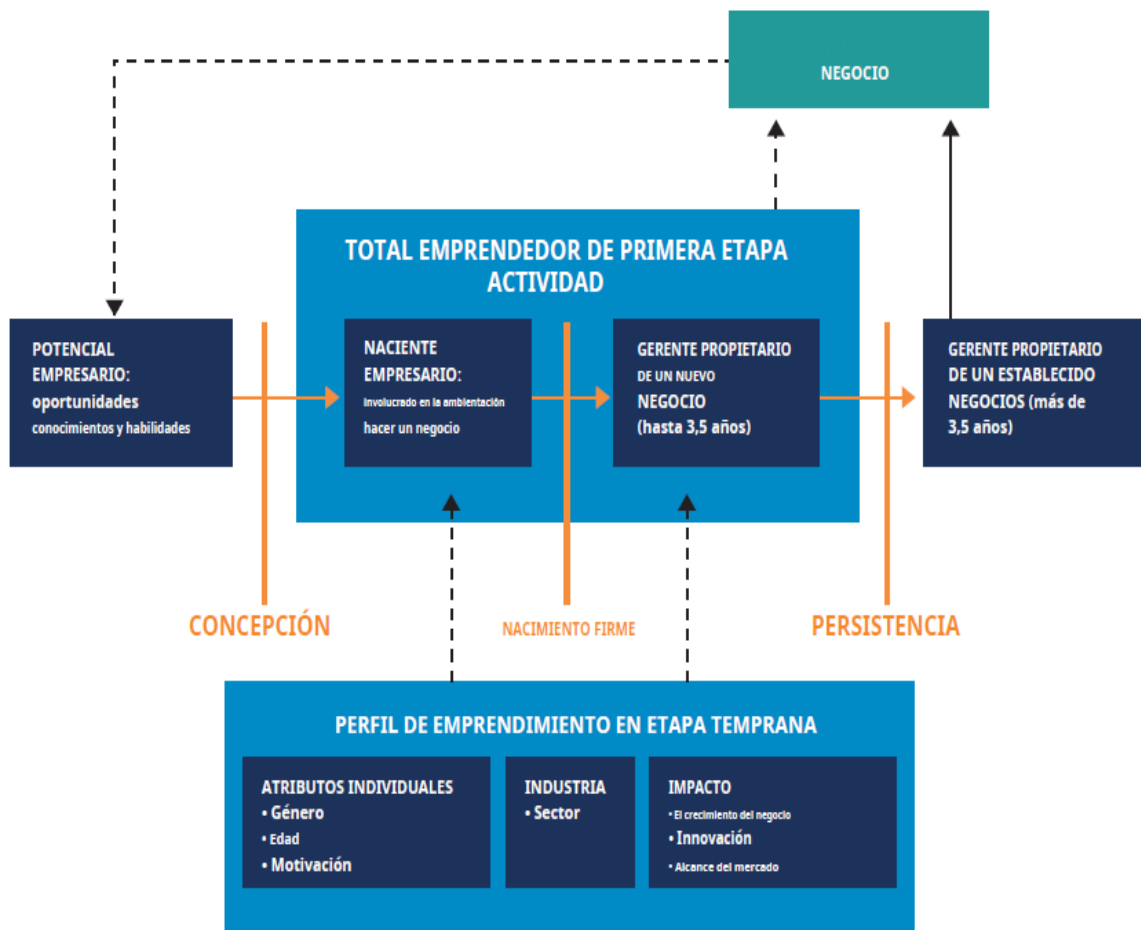 NEGOCIO
TOTAL EMPRENDEDOR DE PRIMERA ETAPA
ACTIVIDAD
POTENCIAL
EMPRESARIO:
oportunidades
conocimientos y habilidades
NACIENTE
EMPRESARIO:
involucrado en la ambientación
hacer un negocio
GERENTE PROPIETARIO
DE UN NUEVO
NEGOCIO
(hasta 3,5 años)
GERENTE PROPIETARIO
DE UN ESTABLECIDO
NEGOCIOS (más de
3,5 años)
CONCEPCIÓN
NACIMIENTO FIRME
PERSISTENCIA
PERFIL DE EMPRENDIMIENTO EN ETAPA TEMPRANA
ATRIBUTOS INDIVIDUALES
• Género
• Edad
• Motivación
INDUSTRIA
• Sector
IMPACTO
• El crecimiento del negocio
• Innovación
• Alcance del mercado